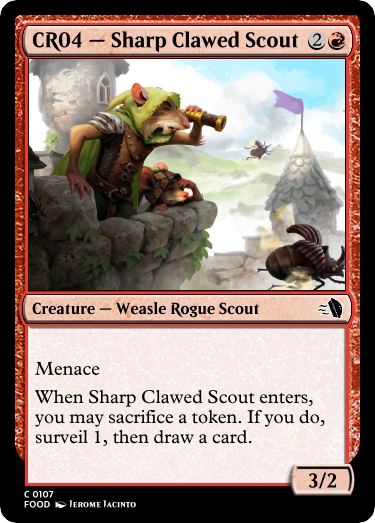 CR04 — Sharp Clawed Scout 2
Creature — Weasle Rogue Scout
Menace
When Sharp Clawed Scout enters,
you may sacrifice a token. If you do,
surveil 1, then draw a card.
3/2
C 0107
FOOD Jerome Jacinto